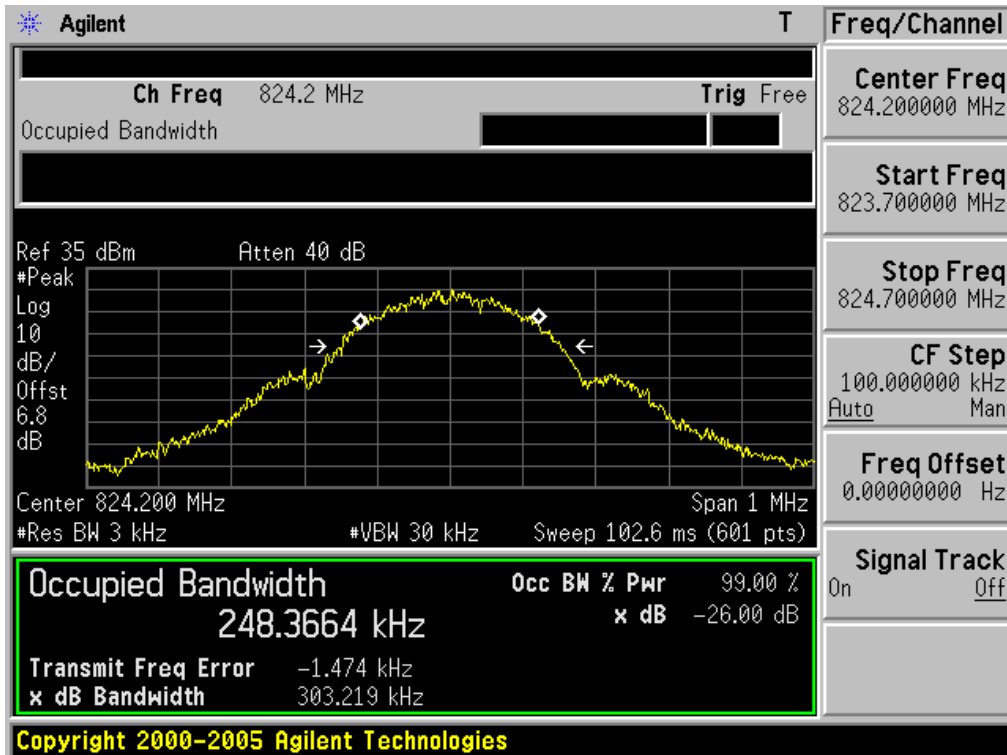 Agilent T
Ch Freq 824.2 MHz Trig Free
Occupied Bandwidth
Ref 35 dBm Atten 40 dB
#Peak
Log
10
dB/
Offst
6.8
dB
Center 824.200 MHz Span 1 MHz
#Res BW 3 kHz #VBW 30 kHz Sweep 102.6 ms (601 pts)
Occupied Bandwidth Occ BW % Pwr 99.00 %
248.3664 kHz x dB -26.00 dB
Transmit Freq Error -1.474 kHz
x dB Bandwidth 303.219 kHz
Copyright 2000-2005 Agilent Technologies
Freq/Channel
Center Freq
824.200000 MHz
Start Freq
823.700000 MHz
Stop Freq
824.700000 MHz
CF Step
100.000000 kHz
Auto Man
Freq Offset
0.00000000 Hz
Signal Track
On Off